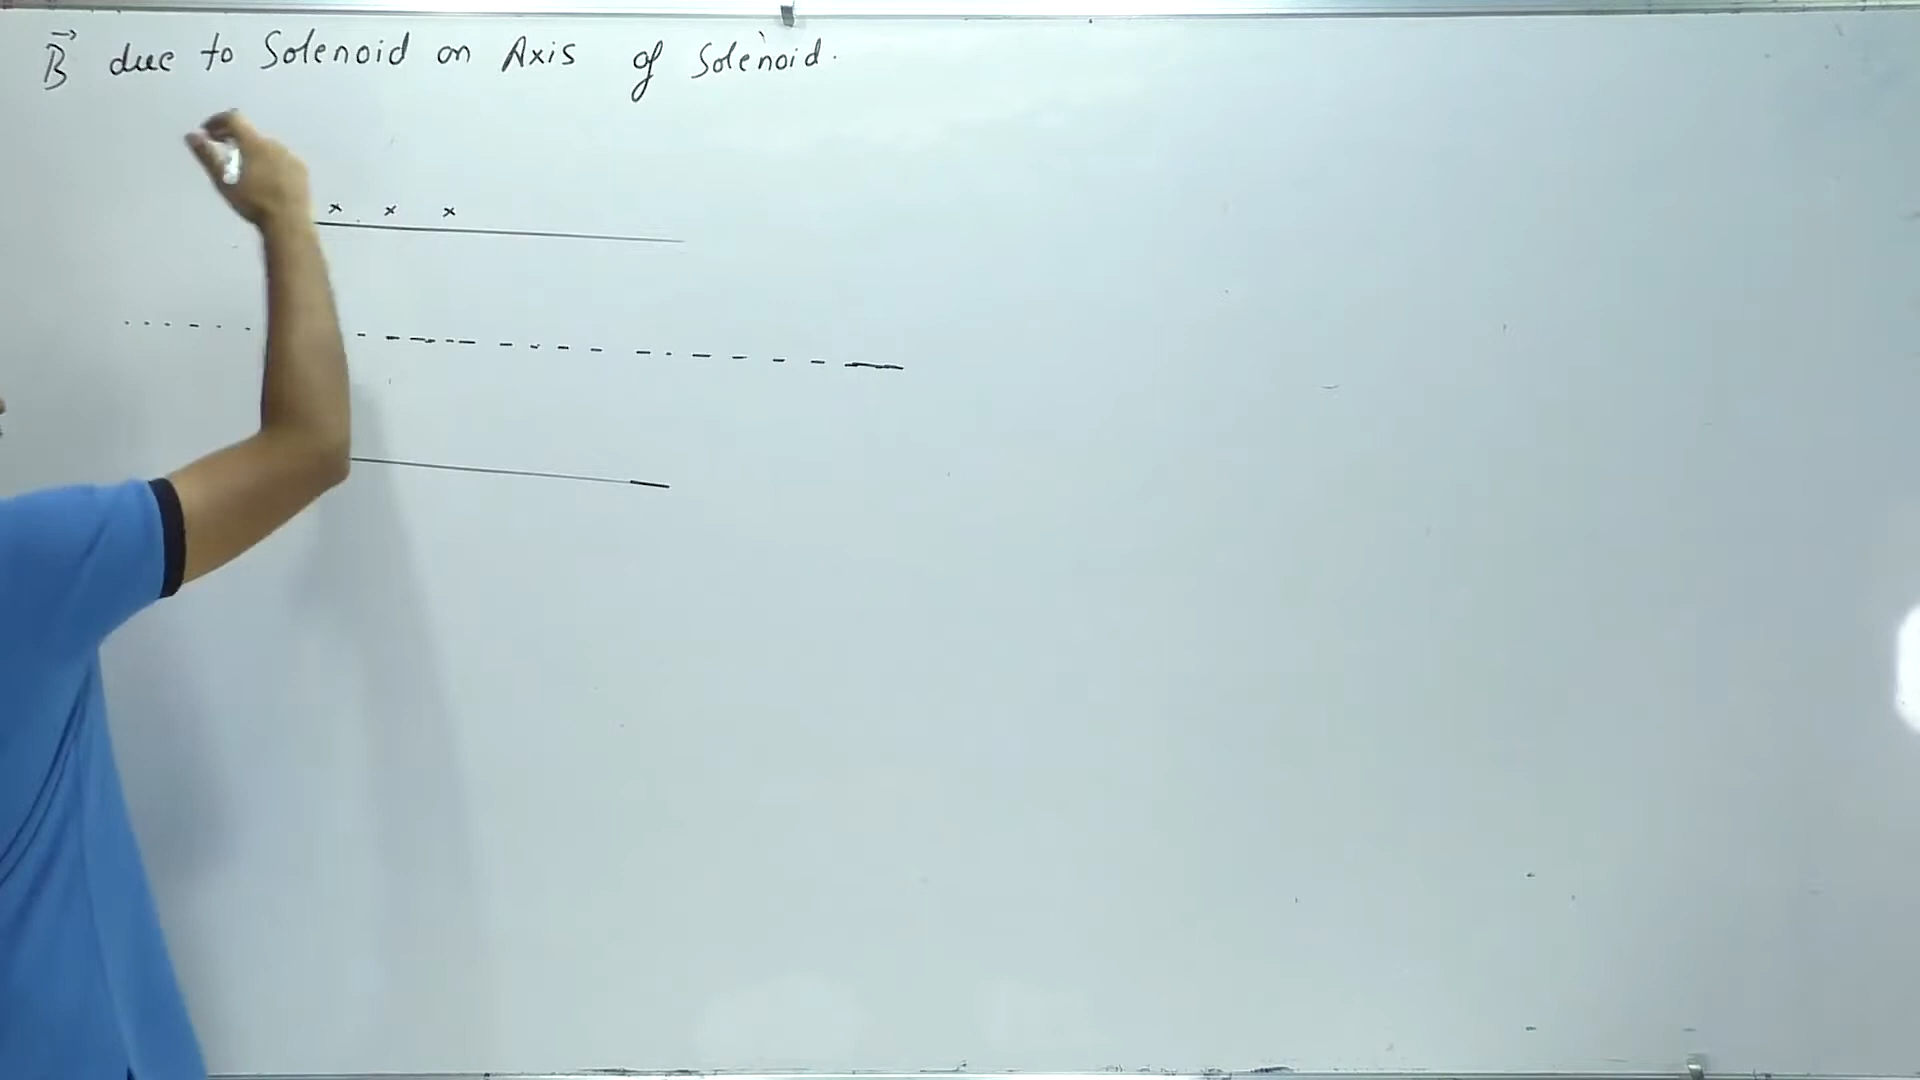 B⃗ due to Solenoid on Axis of Solenoid.
x x x